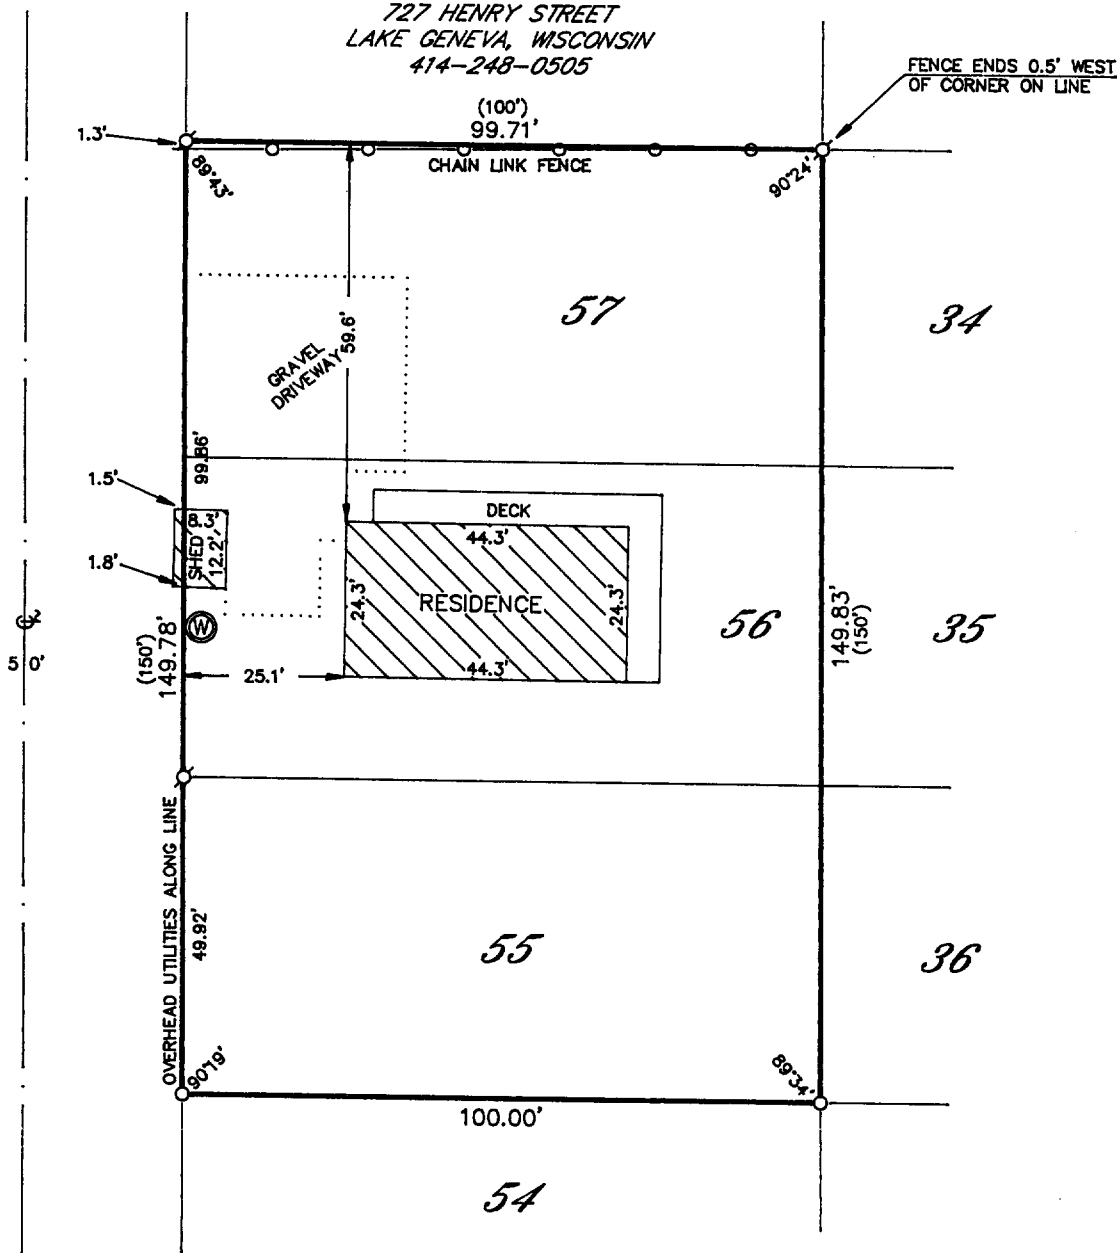 727 HENRY STREET
LAKE GENEVA, WISCONSIN
414-248-0505
FENCE ENDS 0.5' WEST
OF CORNER ON LINE
(100')
99.71'
1.3'
CHAIN LINK FENCE
89°43'
90°24'
57
34
GRAVEL
DRIVEWAY
59.6'
99.86'
1.5'
8.3'
SHED
12.2'
1.8'
DECK
44.3'
24.3'
RESIDENCE
24.3'
44.3'
56
35
149.83'
(150')
W
(150')
149.78'
25.1'
50'
OVERHEAD UTILITIES ALONG LINE
49.92'
55
36
90°19'
89°34'
100.00'
54